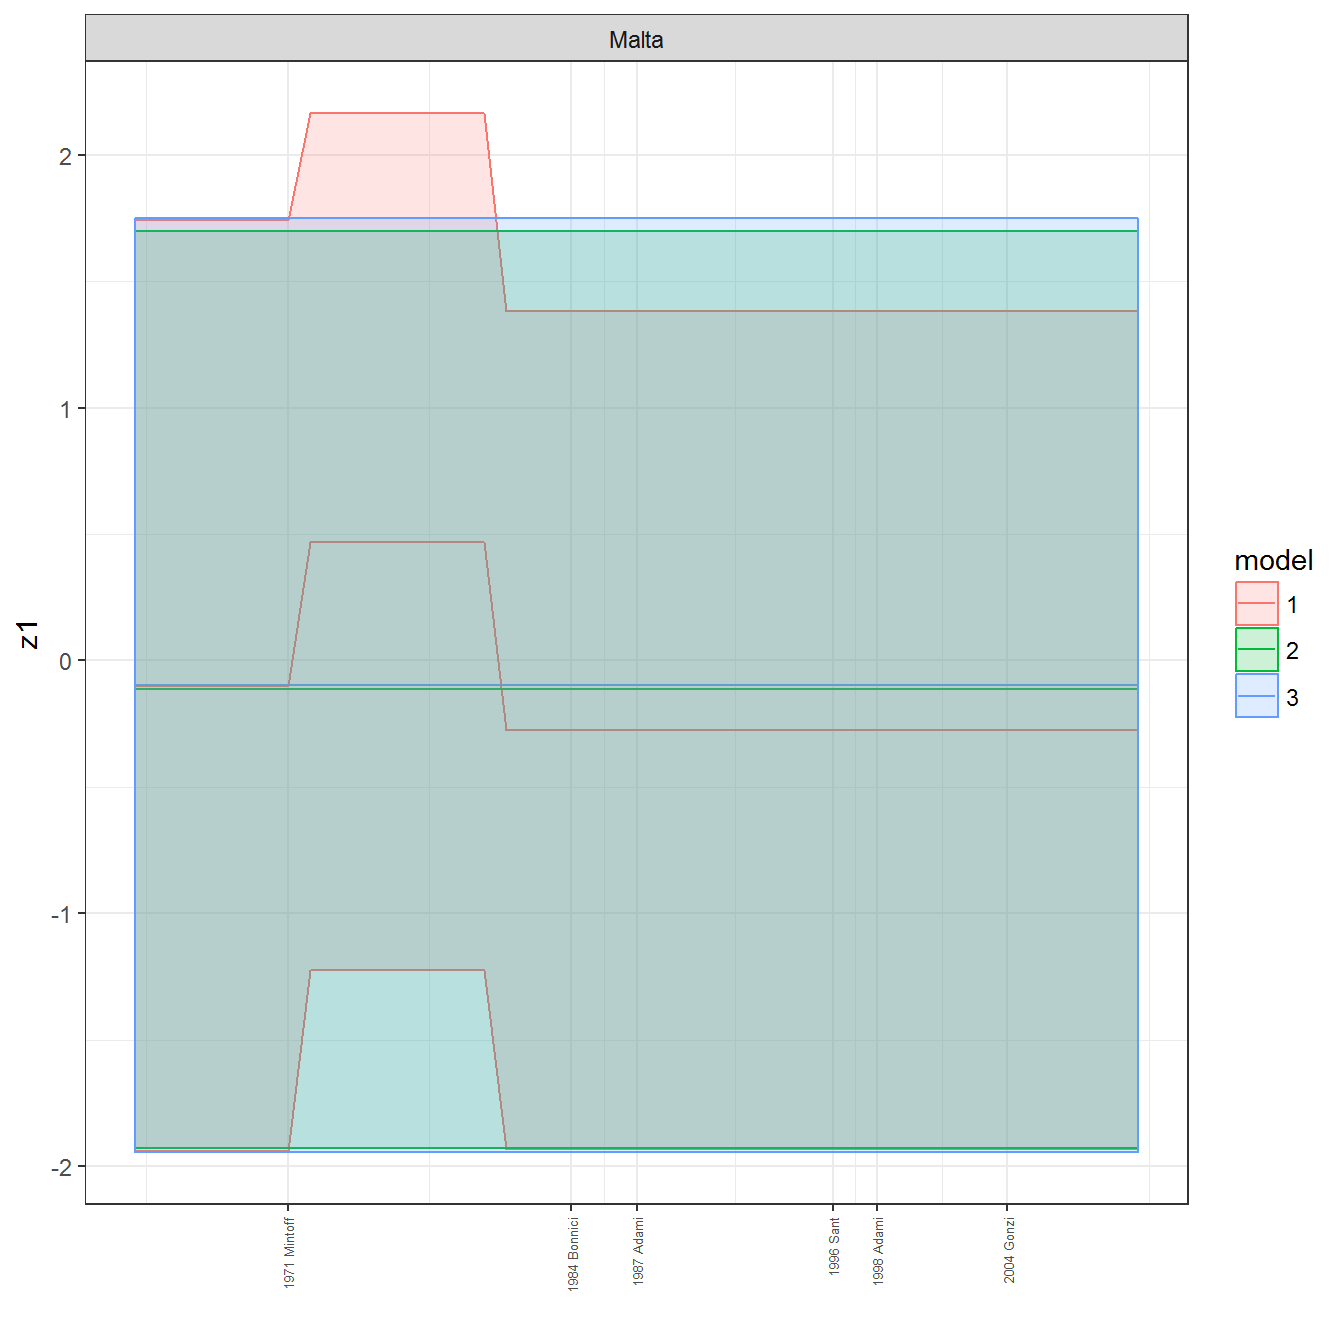 Malta
2
1
0
-1
-2
z1
1971 Mintoff
1984 Bonnici
1987 Adami
1996 Sant
1998 Adami
2004 Gonzi
model
1
2
3